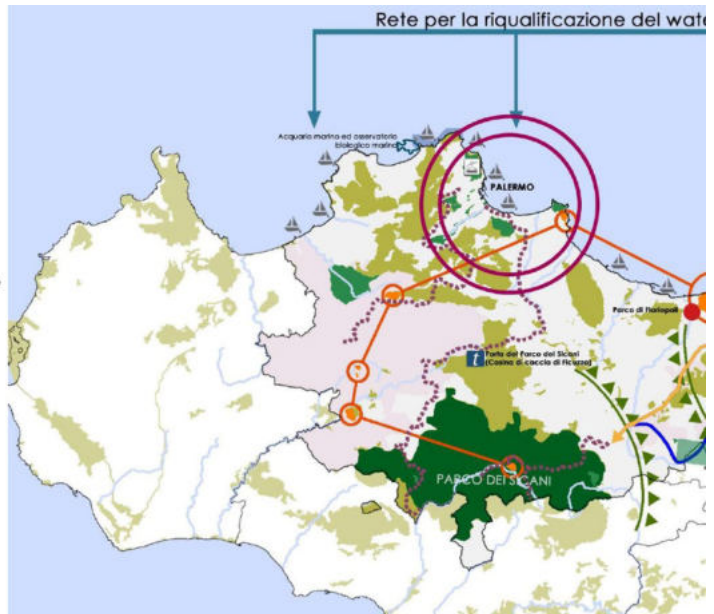 Rete per la riqualificazione del wate
Acquario marino ed osservatorio
biologico marino
PALERMO
Parco di Himera
Porta del Parco dei Sicani
(Casina di caccia di Ficuzza)
PARCO DEI SICANI